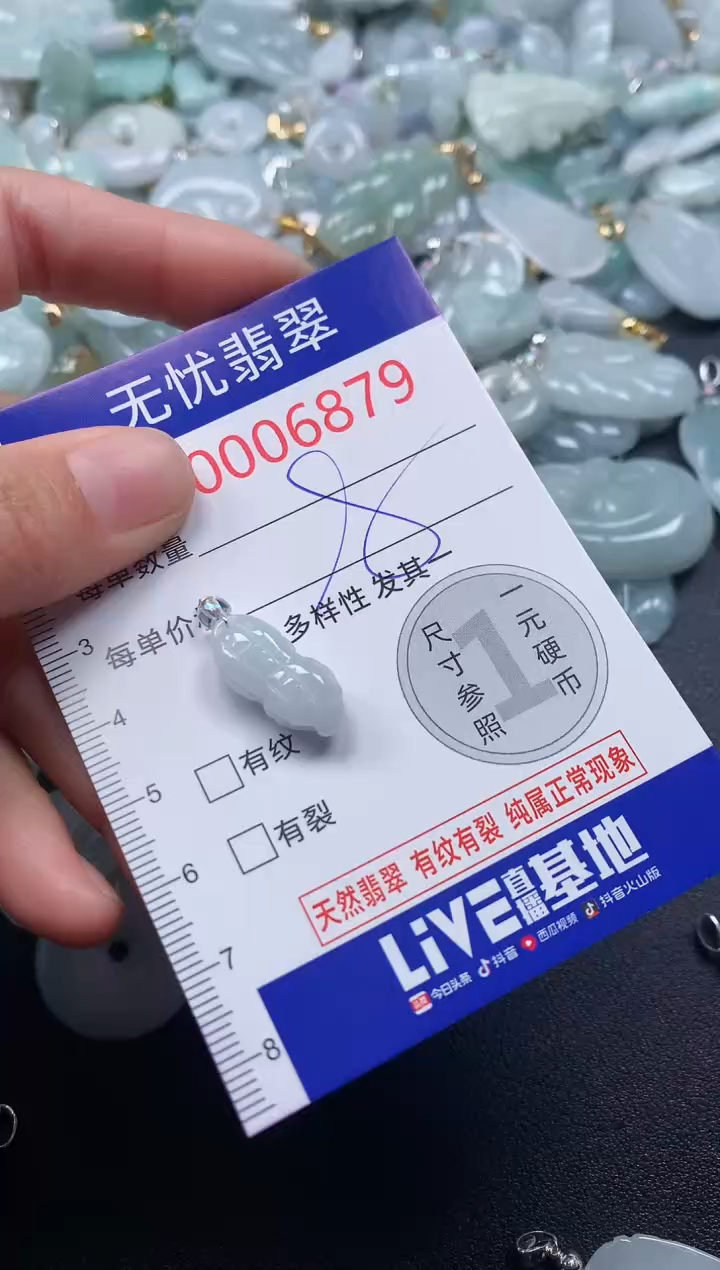 无忧翡翠
0006879
每单数量
每单价
多样性 发其一
8
3
4
5
6
7
8
尺寸参照
1
一元硬币
有纹
有裂
天然翡翠 有纹有裂 纯属正常现象
LiVE直播基地
头条 今日头条 抖音 西瓜视频 抖音火山版